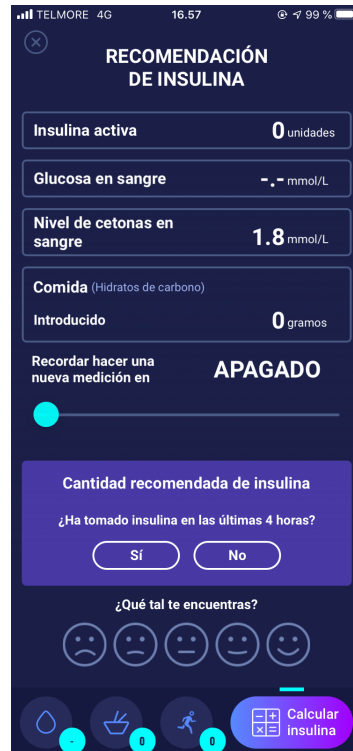 TELMORE 4G 16.57 99 %
RECOMENDACIÓN
DE INSULINA
Insulina activa 0 unidades
Glucosa en sangre -.- mmol/L
Nivel de cetonas en
sangre 1.8 mmol/L
Comida (Hidratos de carbono)
Introducido 0 gramos
Recordar hacer una
nueva medición en APAGADO
Cantidad recomendada de insulina
¿Ha tomado insulina en las últimas 4 horas?
Sí No
¿Qué tal te encuentras?
- 0 0
Calcular
insulina